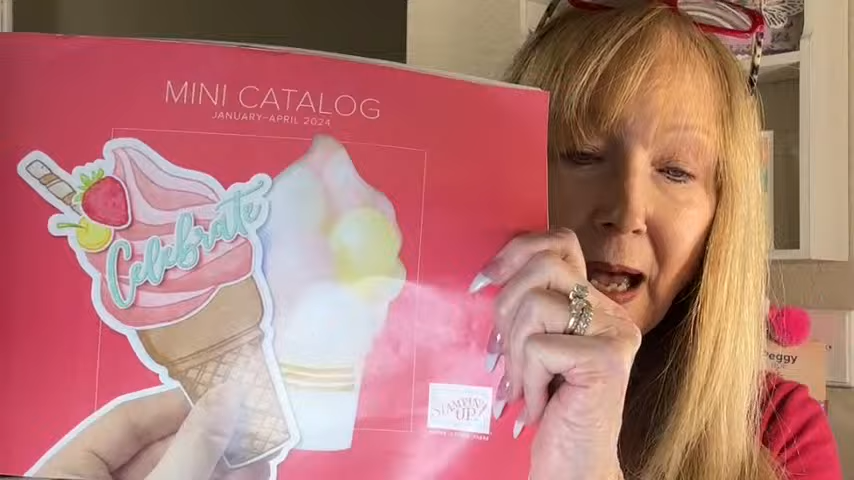 MINI CATALOG
JANUARY–APRIL 2024
Celebrate
STAMPIN' UP!
Peggy